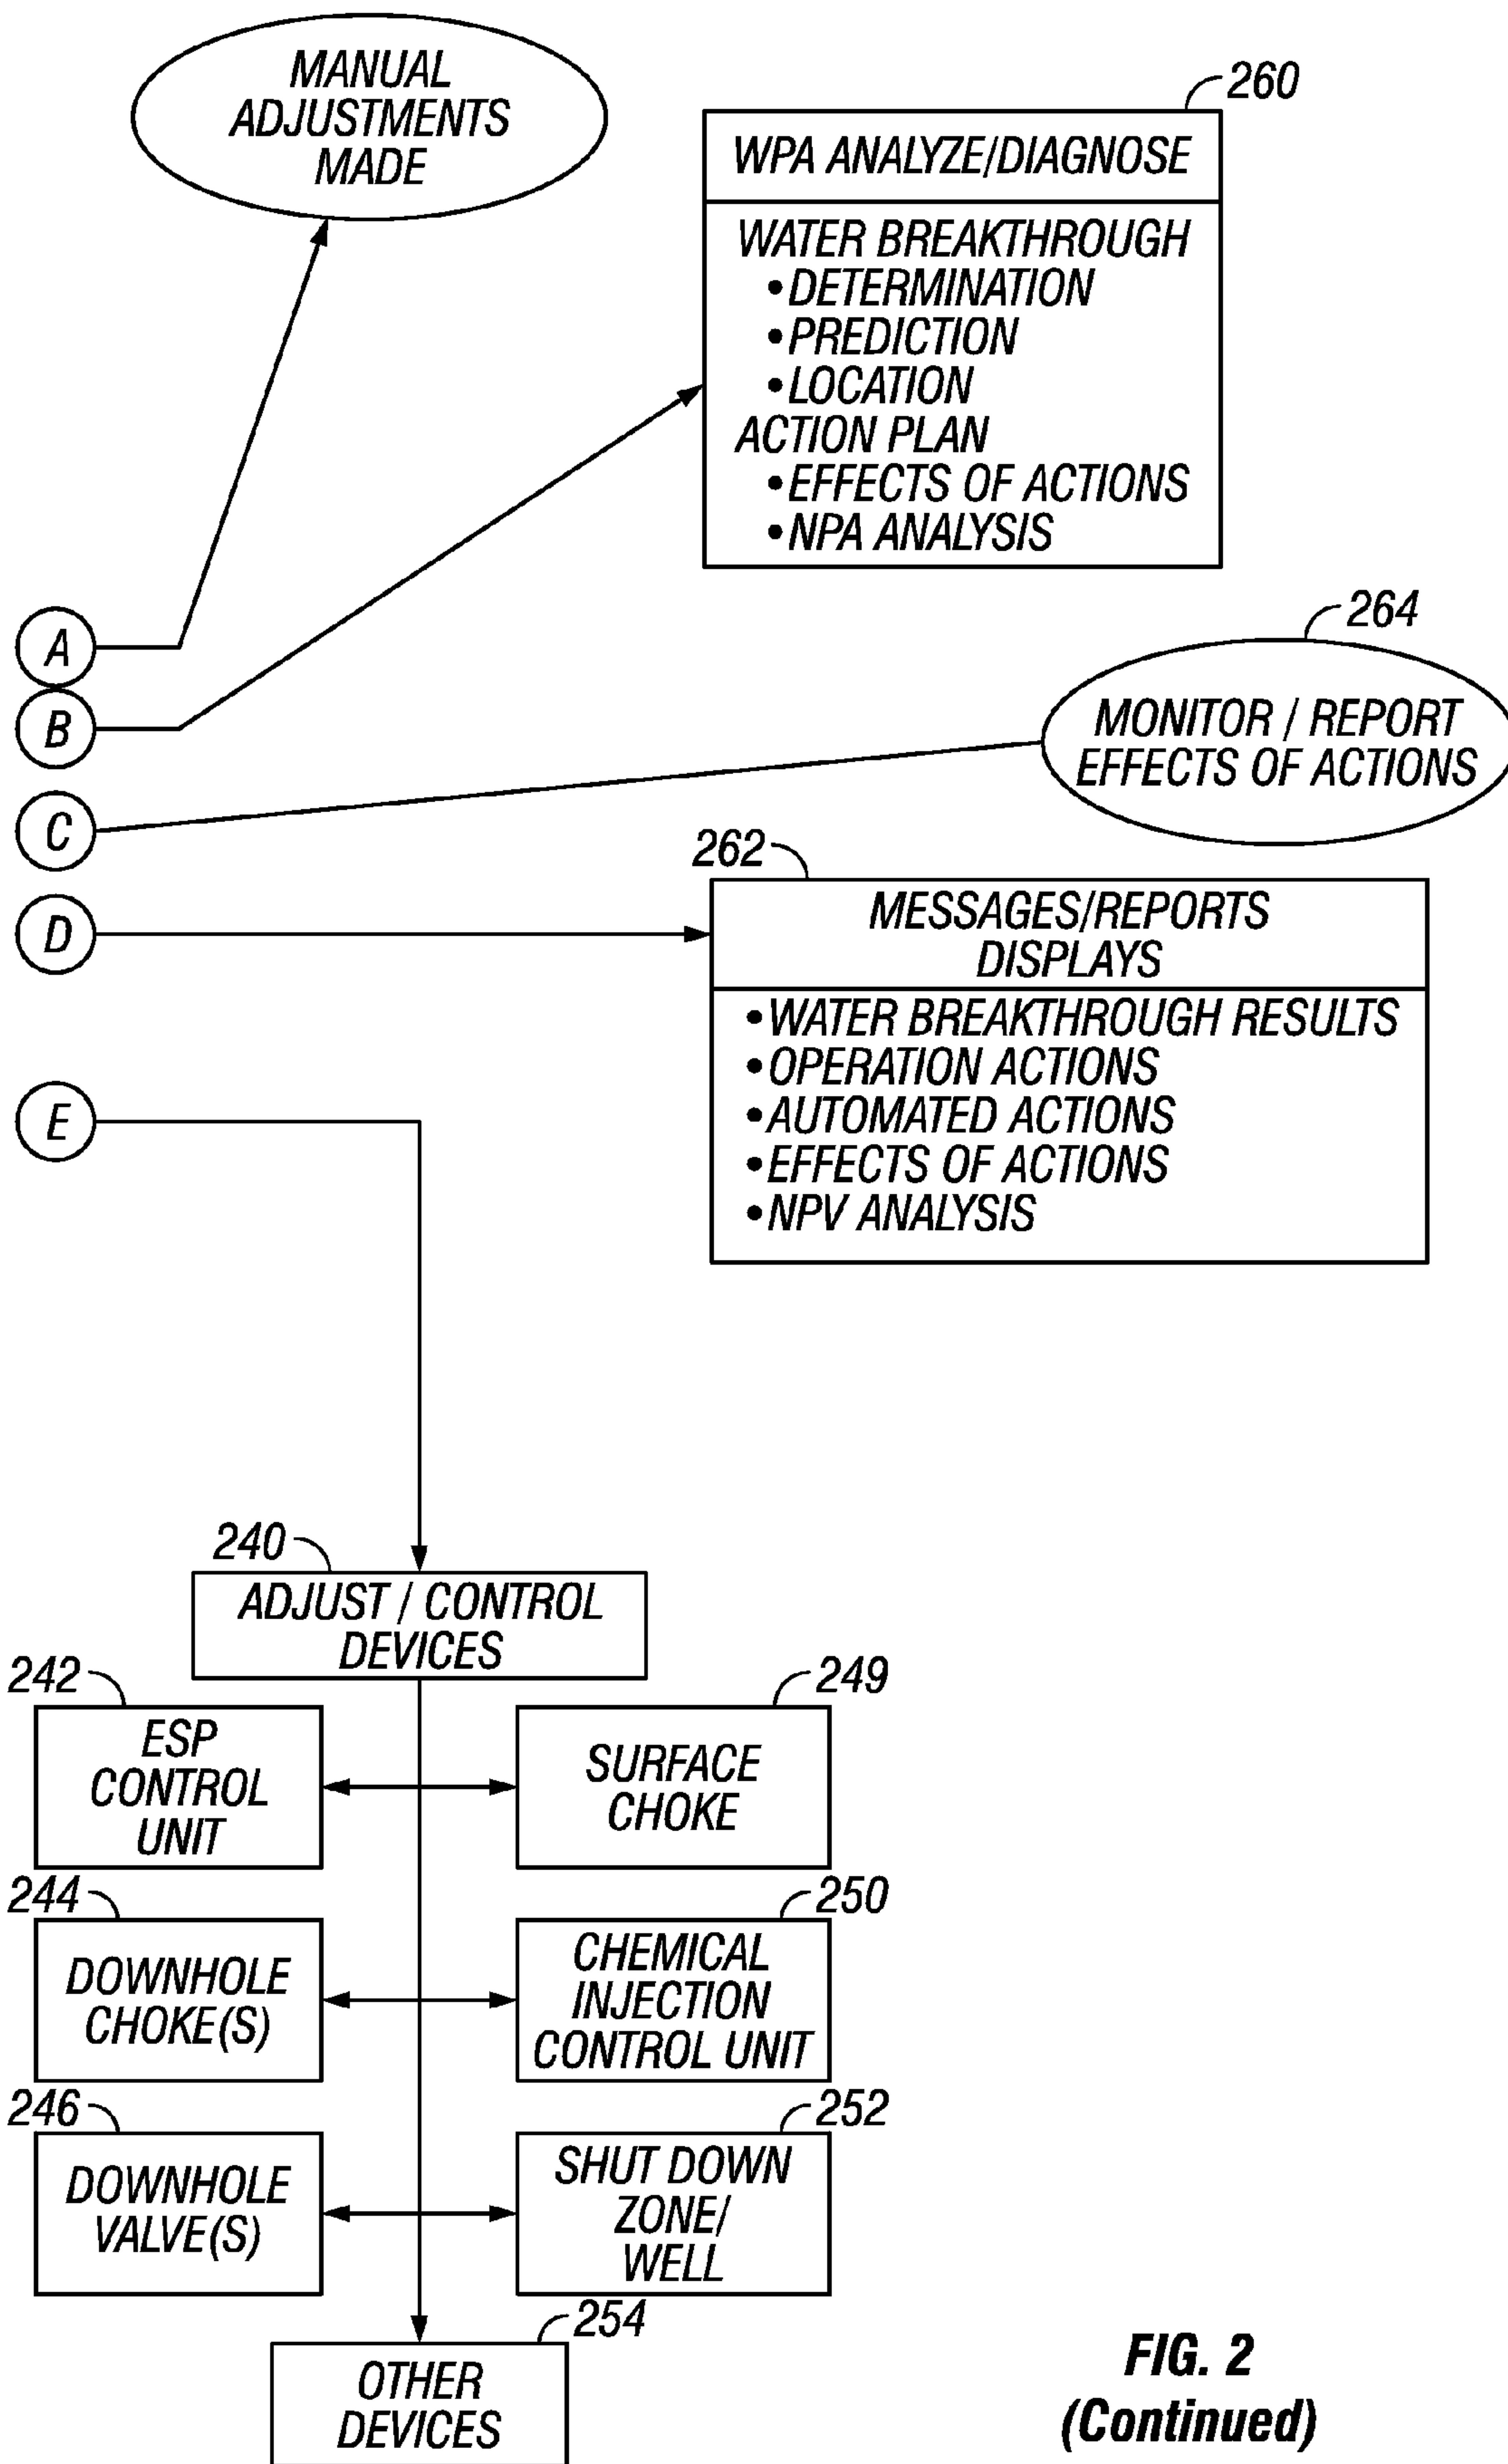 MANUAL
ADJUSTMENTS
MADE
260
WPA ANALYZE/DIAGNOSE
WATER BREAKTHROUGH
•DETERMINATION
•PREDICTION
•LOCATION
ACTION PLAN
•EFFECTS OF ACTIONS
•NPA ANALYSIS
A
B
264
MONITOR / REPORT
EFFECTS OF ACTIONS
C
262
D
MESSAGES/REPORTS
DISPLAYS
•WATER BREAKTHROUGH RESULTS
•OPERATION ACTIONS
•AUTOMATED ACTIONS
•EFFECTS OF ACTIONS
•NPV ANALYSIS
E
240
ADJUST / CONTROL
DEVICES
242
ESP
CONTROL
UNIT
249
SURFACE
CHOKE
244
DOWNHOLE
CHOKE(S)
250
CHEMICAL
INJECTION
CONTROL UNIT
246
DOWNHOLE
VALVE(S)
252
SHUT DOWN
ZONE/
WELL
254
OTHER
DEVICES
FIG. 2
(Continued)